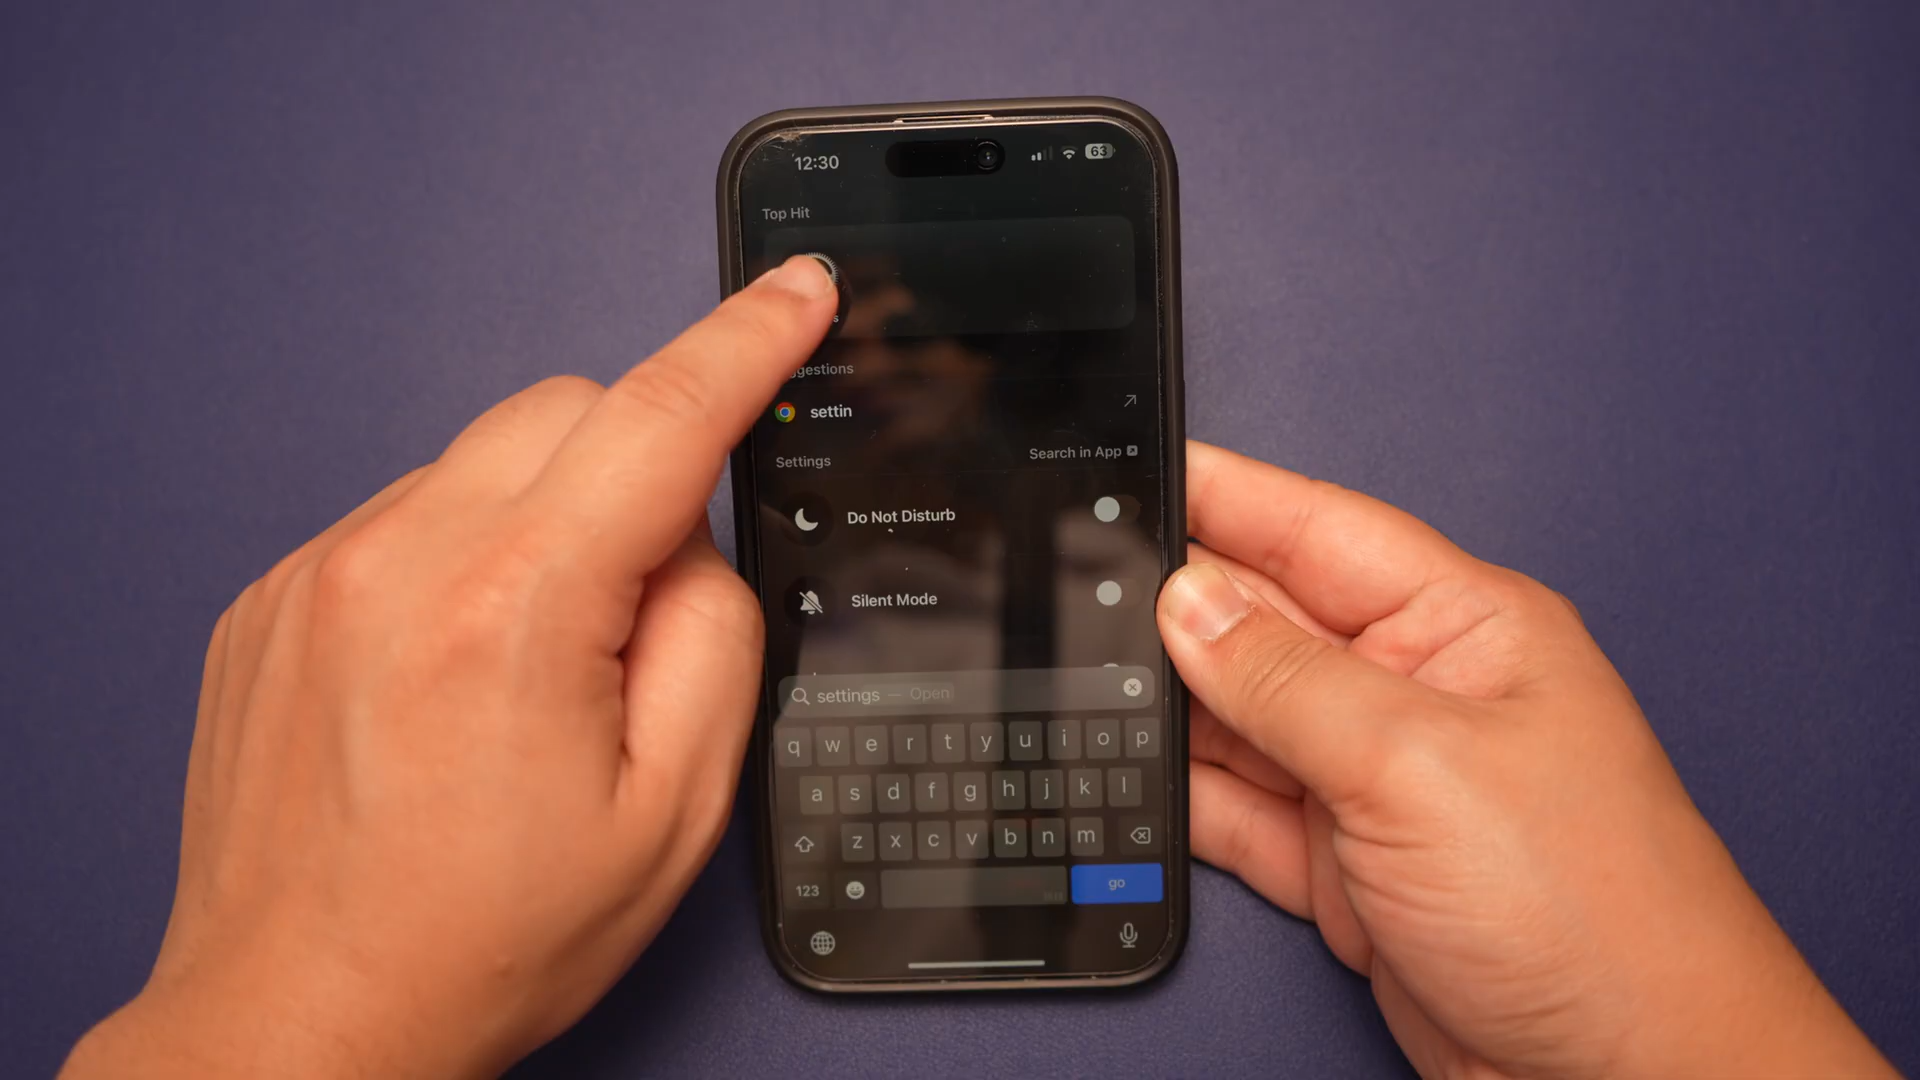 12:30
63
Top Hit
s
ggestions
settin
Settings
Search in App
Do Not Disturb
Silent Mode
settings — Open
q w e r t y u i o p
a s d f g h j k l
z x c v b n m
123
go